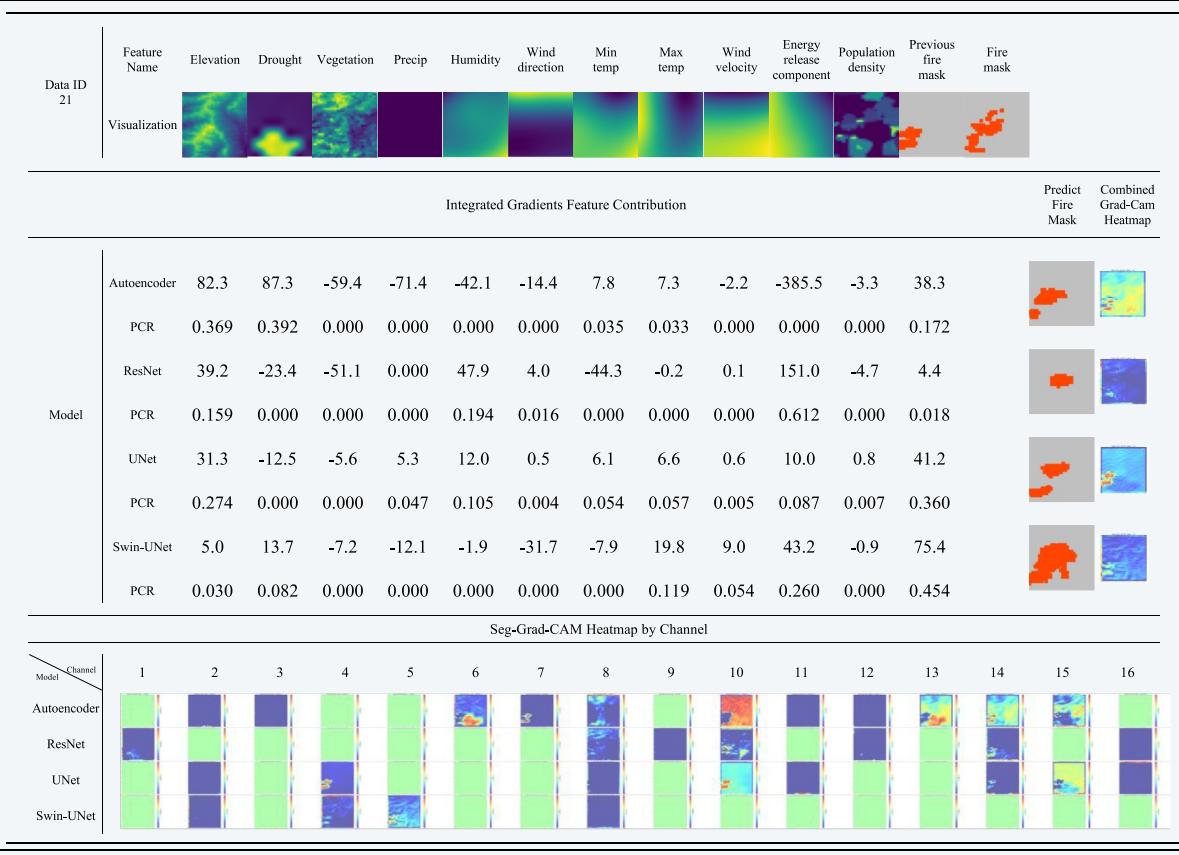 Data ID
21
Feature Name Elevation Drought Vegetation Precip Humidity Wind direction Min temp Max temp Wind velocity Energy release component Population density Previous fire mask Fire mask
Visualization
Integrated Gradients Feature Contribution Predict Fire Mask Combined Grad-Cam Heatmap
Autoencoder 82.3 87.3 -59.4 -71.4 -42.1 -14.4 7.8 7.3 -2.2 -385.5 -3.3 38.3
PCR 0.369 0.392 0.000 0.000 0.000 0.000 0.035 0.033 0.000 0.000 0.000 0.172
ResNet 39.2 -23.4 -51.1 0.000 47.9 4.0 -44.3 -0.2 0.1 151.0 -4.7 4.4
Model PCR 0.159 0.000 0.000 0.000 0.194 0.016 0.000 0.000 0.000 0.612 0.000 0.018
UNet 31.3 -12.5 -5.6 5.3 12.0 0.5 6.1 6.6 0.6 10.0 0.8 41.2
PCR 0.274 0.000 0.000 0.047 0.105 0.004 0.054 0.057 0.005 0.087 0.007 0.360
Swin-UNet 5.0 13.7 -7.2 -12.1 -1.9 -31.7 -7.9 19.8 9.0 43.2 -0.9 75.4
PCR 0.030 0.082 0.000 0.000 0.000 0.000 0.000 0.119 0.054 0.260 0.000 0.454
Seg-Grad-CAM Heatmap by Channel
Model Channel 1 2 3 4 5 6 7 8 9 10 11 12 13 14 15 16
Autoencoder
ResNet
UNet
Swin-UNet